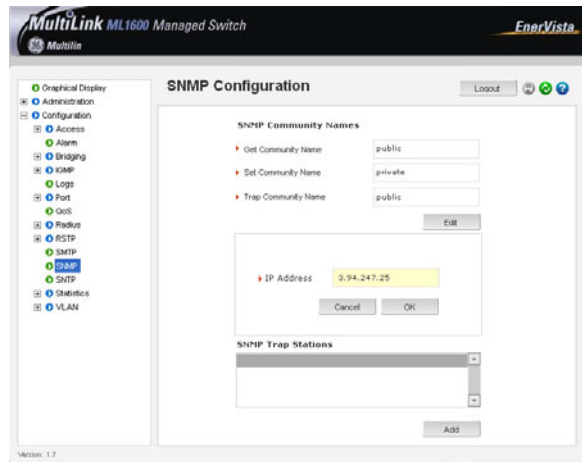 MultiLink ML1600 Managed Switch
EnerVista
GE Multilin
SNMP Configuration
Logout
Graphical Display
Administration
Configuration
Access
Alarm
Bridging
IGMP
Logs
Port
QoS
Radius
RSTP
SMTP
SNMP
SNTP
Statistics
VLAN
SNMP Community Names
Get Community Name public
Set Community Name private
Trap Community Name public
Edit
IP Address 3.94.247.25
Cancel OK
SNMP Trap Stations
Add
Version: 1.7